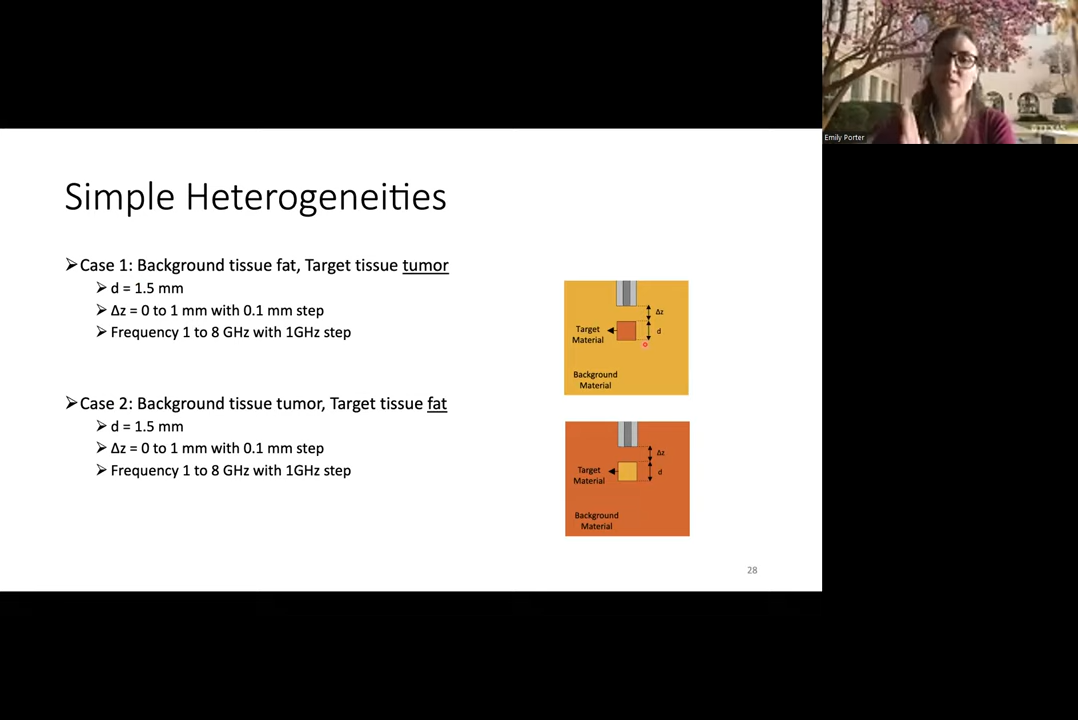 Emily Porter
Simple Heterogeneities
Case 1: Background tissue fat, Target tissue tumor
d = 1.5 mm
Δz = 0 to 1 mm with 0.1 mm step
Frequency 1 to 8 GHz with 1GHz step
Δz
Target
Material
d
Background
Material
Case 2: Background tissue tumor, Target tissue fat
d = 1.5 mm
Δz = 0 to 1 mm with 0.1 mm step
Frequency 1 to 8 GHz with 1GHz step
Δz
Target
Material
d
Background
Material
28